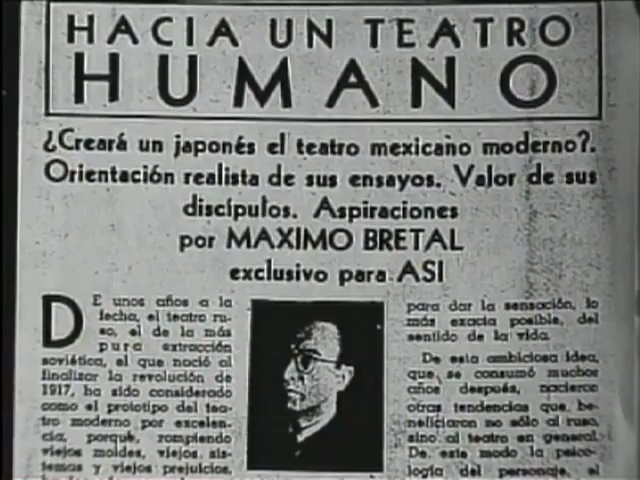 HACIA UN TEATRO
HUMANO
¿Creará un japonés el teatro mexicano moderno?.
Orientación realista de sus ensayos. Valor de sus
discípulos. Aspiraciones
por MAXIMO BRETAL
exclusivo para ASI
DE unos años a la
fecha, el teatro ru-
so, el de la más
pura extracción
soviética, el que nació al
finalizar la revolución de
1917, ha sido considerado
como el prototipo del tea-
tro moderno por excelen-
cia, porque, rompiendo
viejos moldes, viejos sis-
temas y viejos prejuicios,
para dar la sensación, lo
más exacta posible, del
sentido de la vida.
De esta ambiciosa idea,
que se consumó muchos
años después, nacieron
otras tendencias que be-
neficiaron no sólo al ruso,
sino al teatro en general.
De este modo la psico-
logía del personaje, el